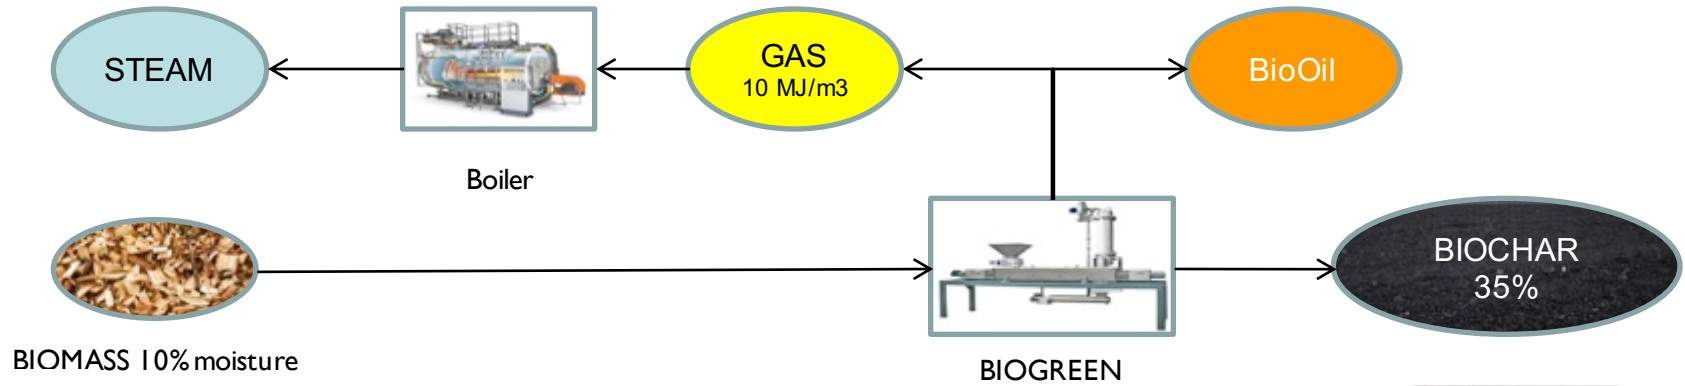 STEAM
GAS
10 MJ/m3
BioOil
Boiler
BIOCHAR
35%
BIOMASS 10% moisture
BIOGREEN